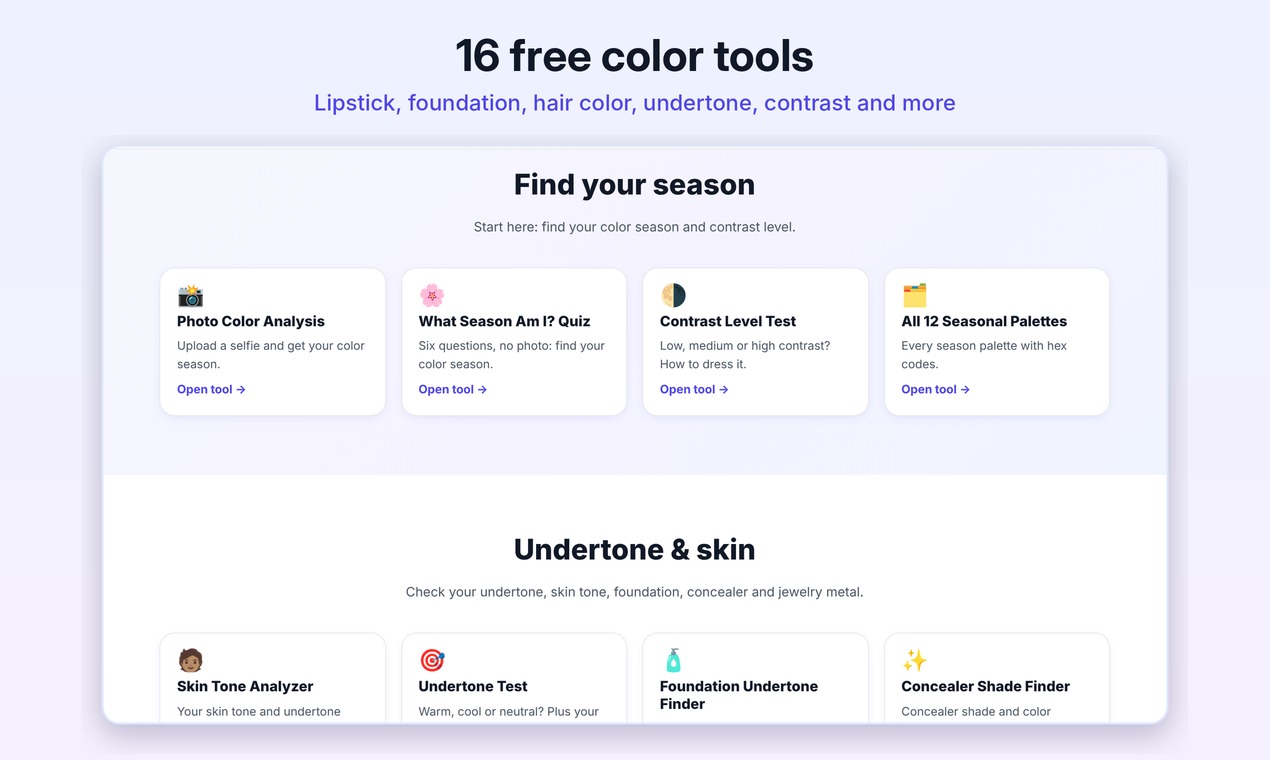 16 free color tools
Lipstick, foundation, hair color, undertone, contrast and more
Find your season
Start here: find your color season and contrast level.
Photo Color Analysis
Upload a selfie and get your color
season.
Open tool →
What Season Am I? Quiz
Six questions, no photo: find your
color season.
Open tool →
Contrast Level Test
Low, medium or high contrast?
How to dress it.
Open tool →
All 12 Seasonal Palettes
Every season palette with hex
codes.
Open tool →
Undertone & skin
Check your undertone, skin tone, foundation, concealer and jewelry metal.
Skin Tone Analyzer
Your skin tone and undertone
Undertone Test
Warm, cool or neutral? Plus your
Foundation Undertone
Finder
Concealer Shade Finder
Concealer shade and color